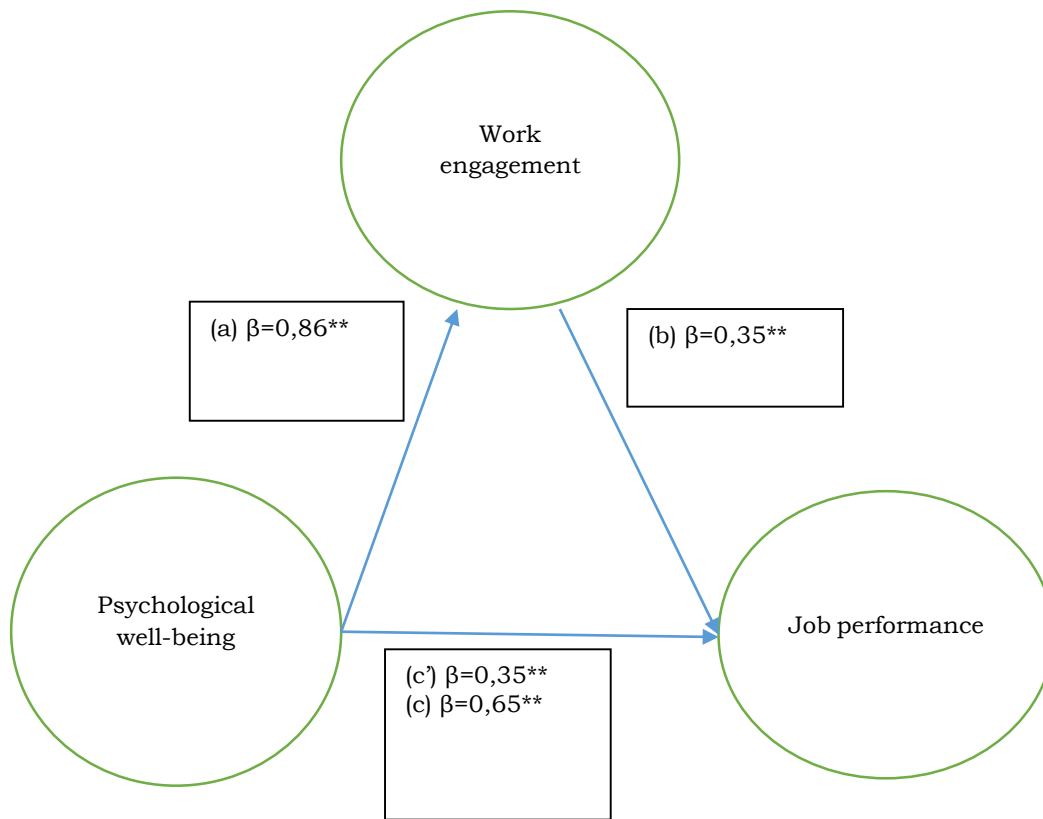 Work
engagement
(a) β=0,86**
(b) β=0,35**
Psychological
well-being
Job performance
(c’) β=0,35**
(c) β=0,65**